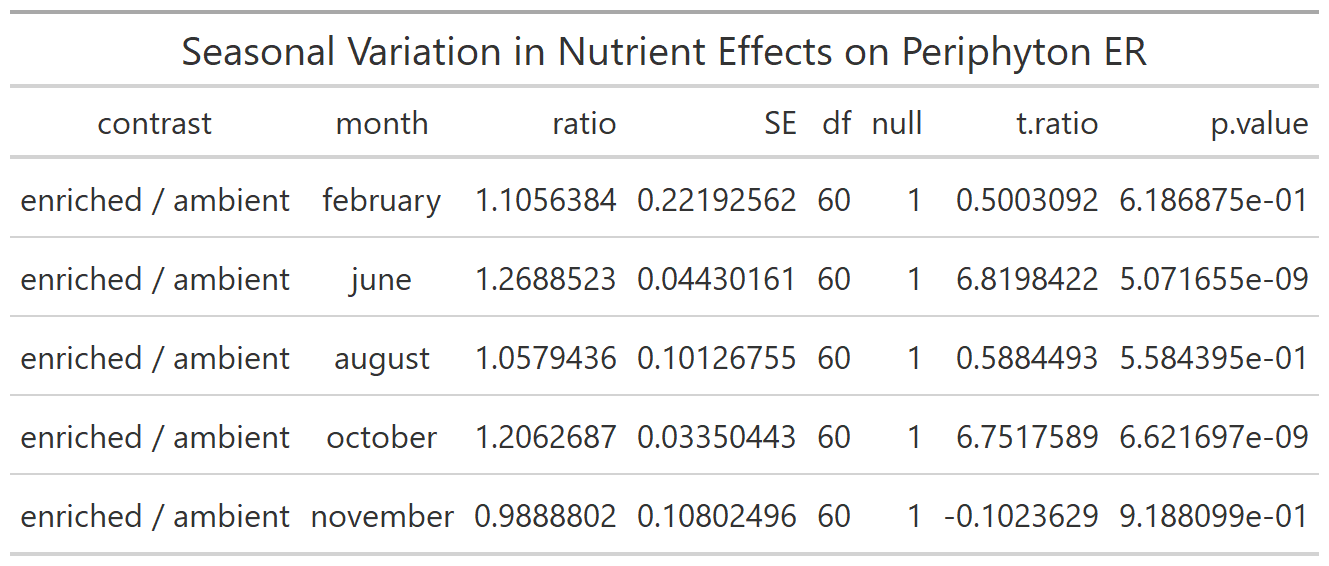 Seasonal Variation in Nutrient Effects on Periphyton ER
contrast month ratio SE df null t.ratio p.value
enriched / ambient february 1.1056384 0.22192562 60 1 0.5003092 6.186875e-01
enriched / ambient june 1.2688523 0.04430161 60 1 6.8198422 5.071655e-09
enriched / ambient august 1.0579436 0.10126755 60 1 0.5884493 5.584395e-01
enriched / ambient october 1.2062687 0.03350443 60 1 6.7517589 6.621697e-09
enriched / ambient november 0.9888802 0.10802496 60 1 -0.1023629 9.188099e-01